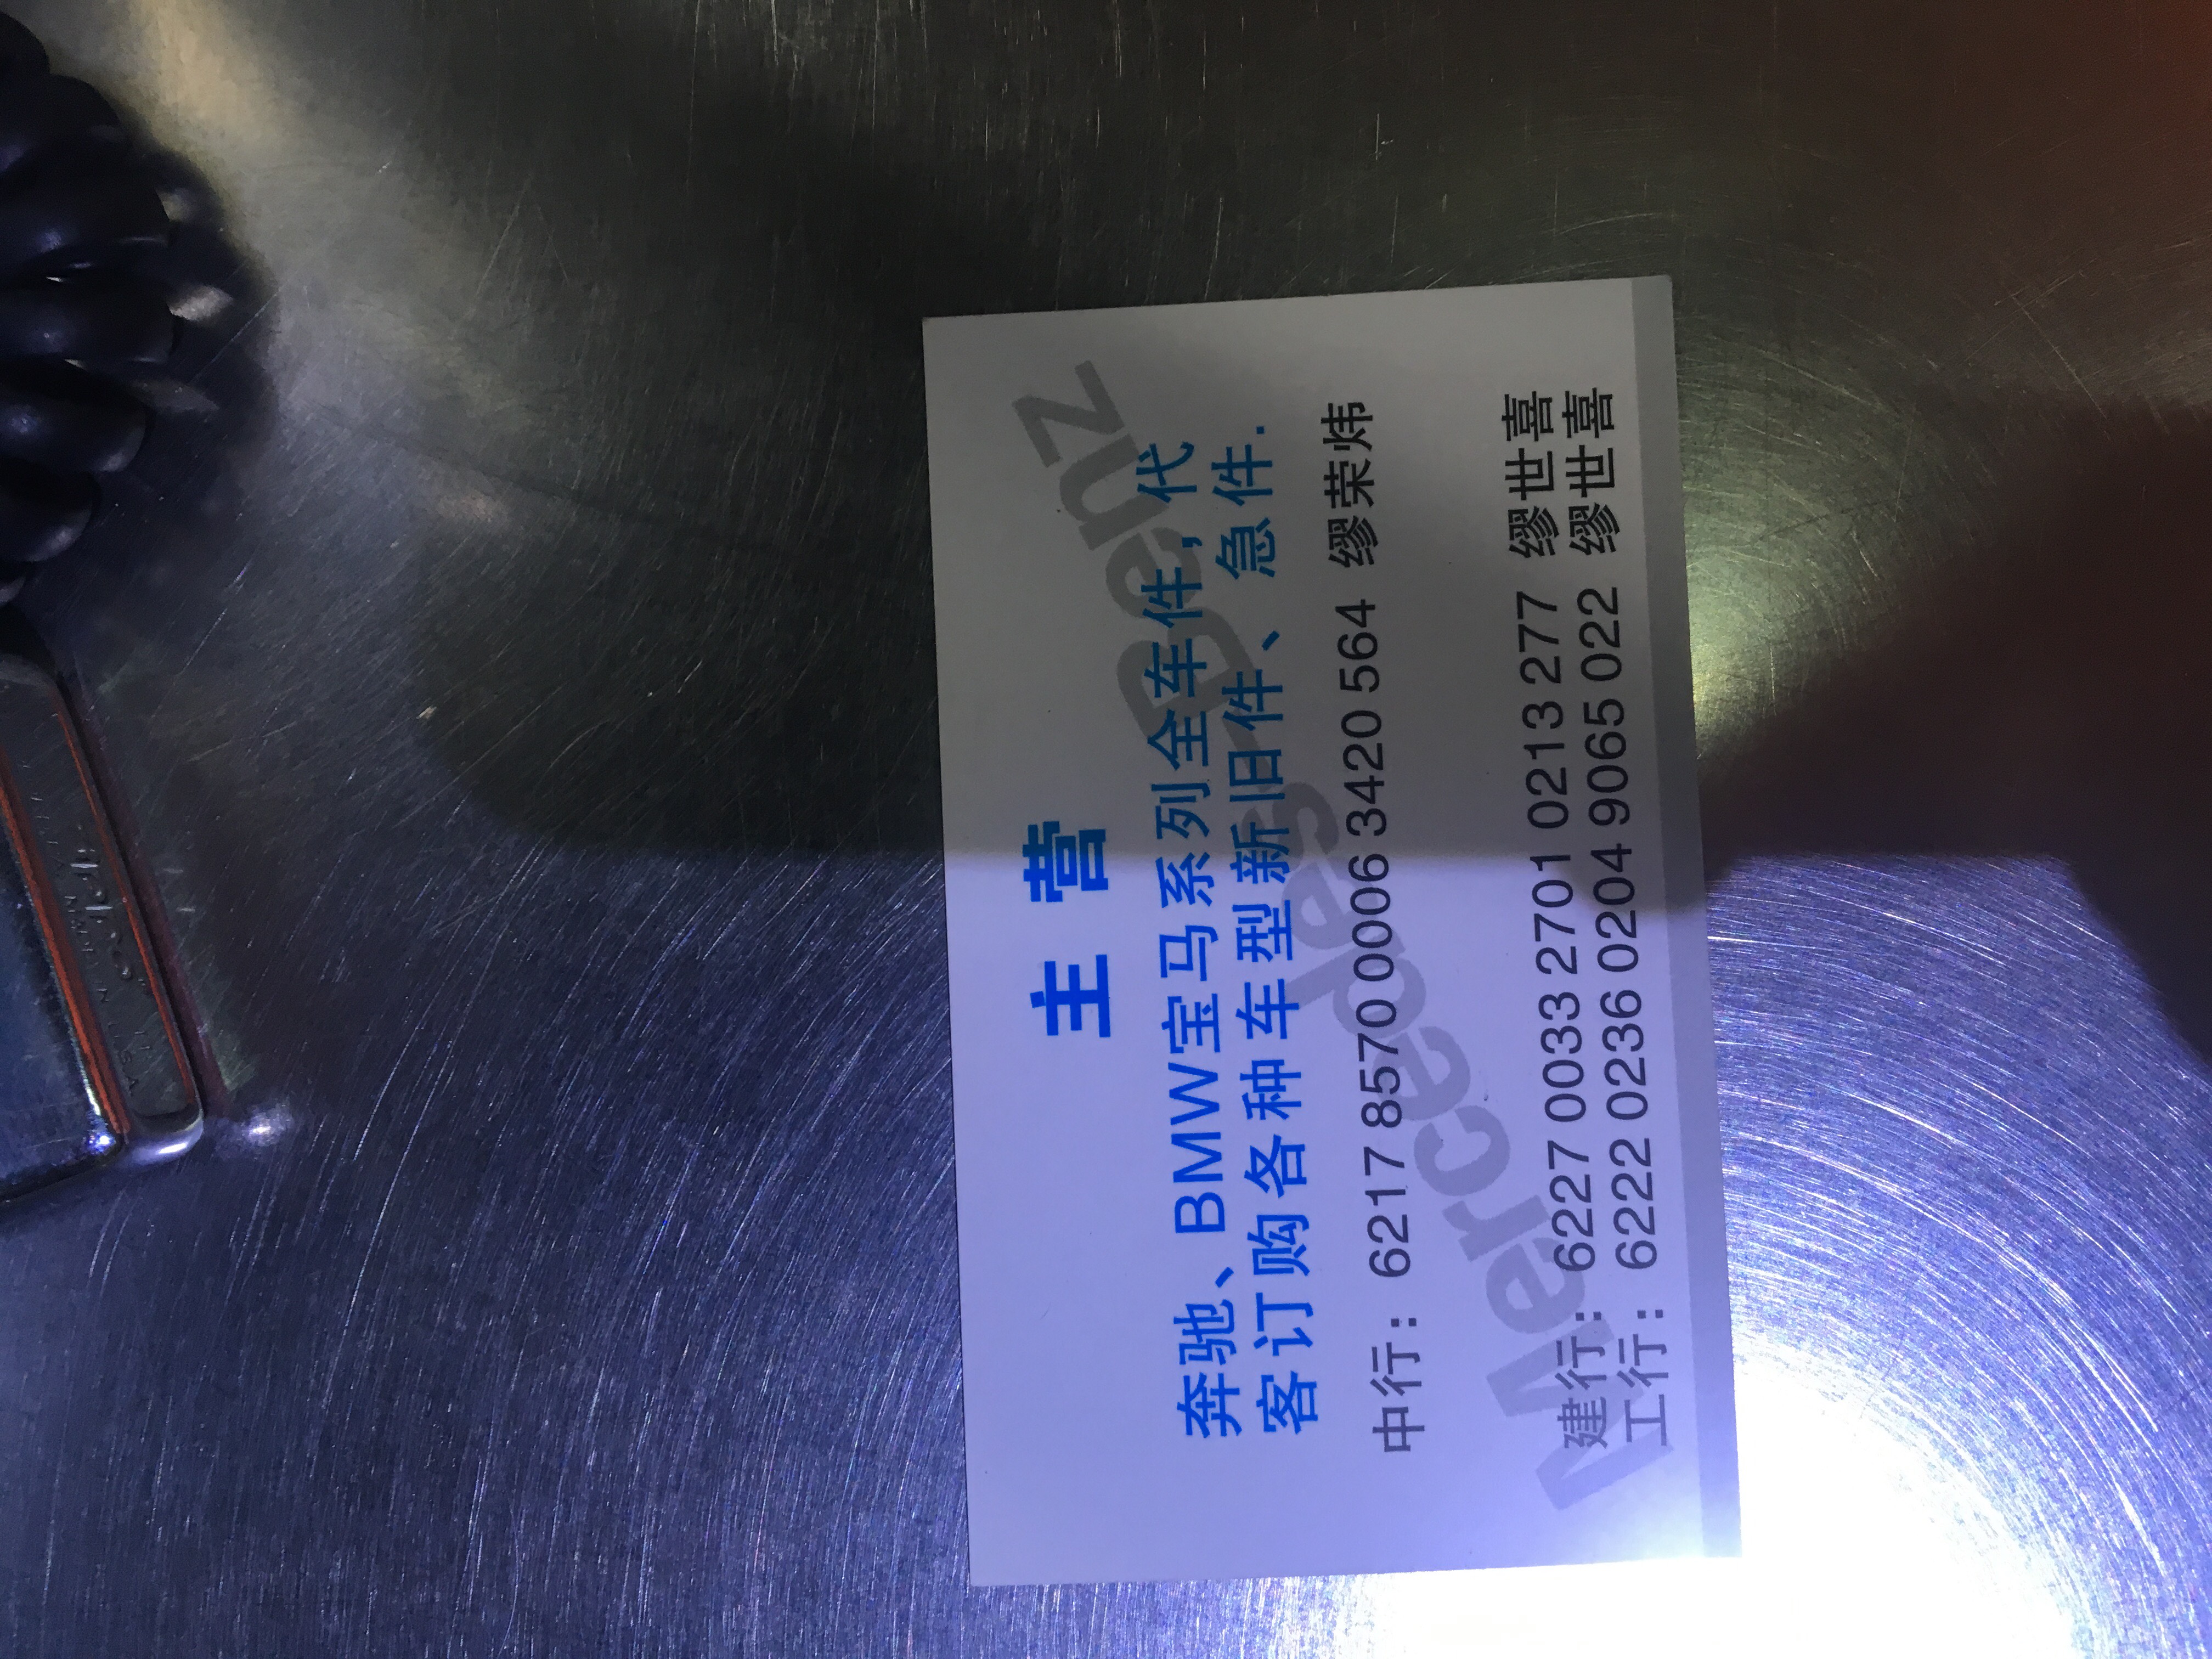 主 营
奔驰、BMW宝马系列全车件,代
客订购各种车型新旧件、急件.
中行: 6217 8570 0006 3420 564 缪荣炜
建行: 6227 0033 2701 0213 277 缪世喜
工行: 6222 0236 0204 9065 022 缪世喜
Mercedes-Benz